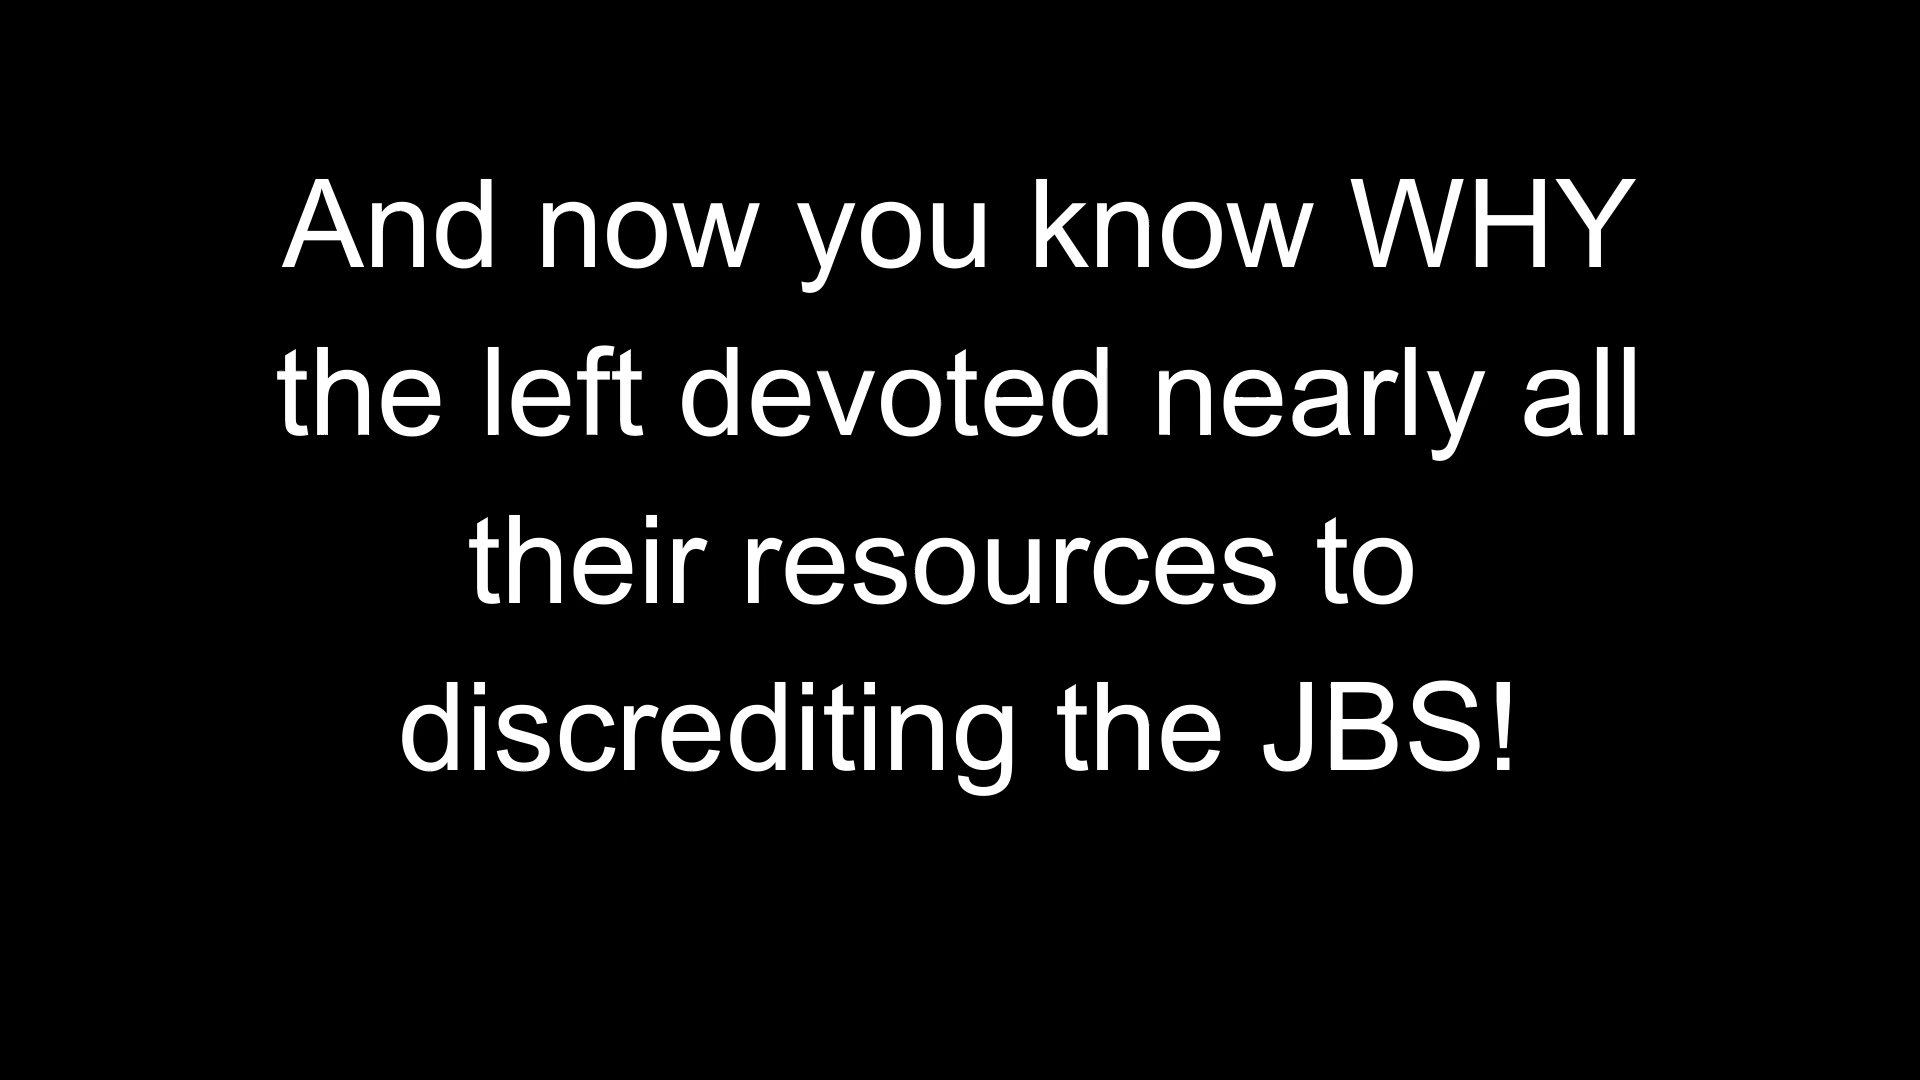 And now you know WHY
the left devoted nearly all
their resources to
discrediting the JBS!